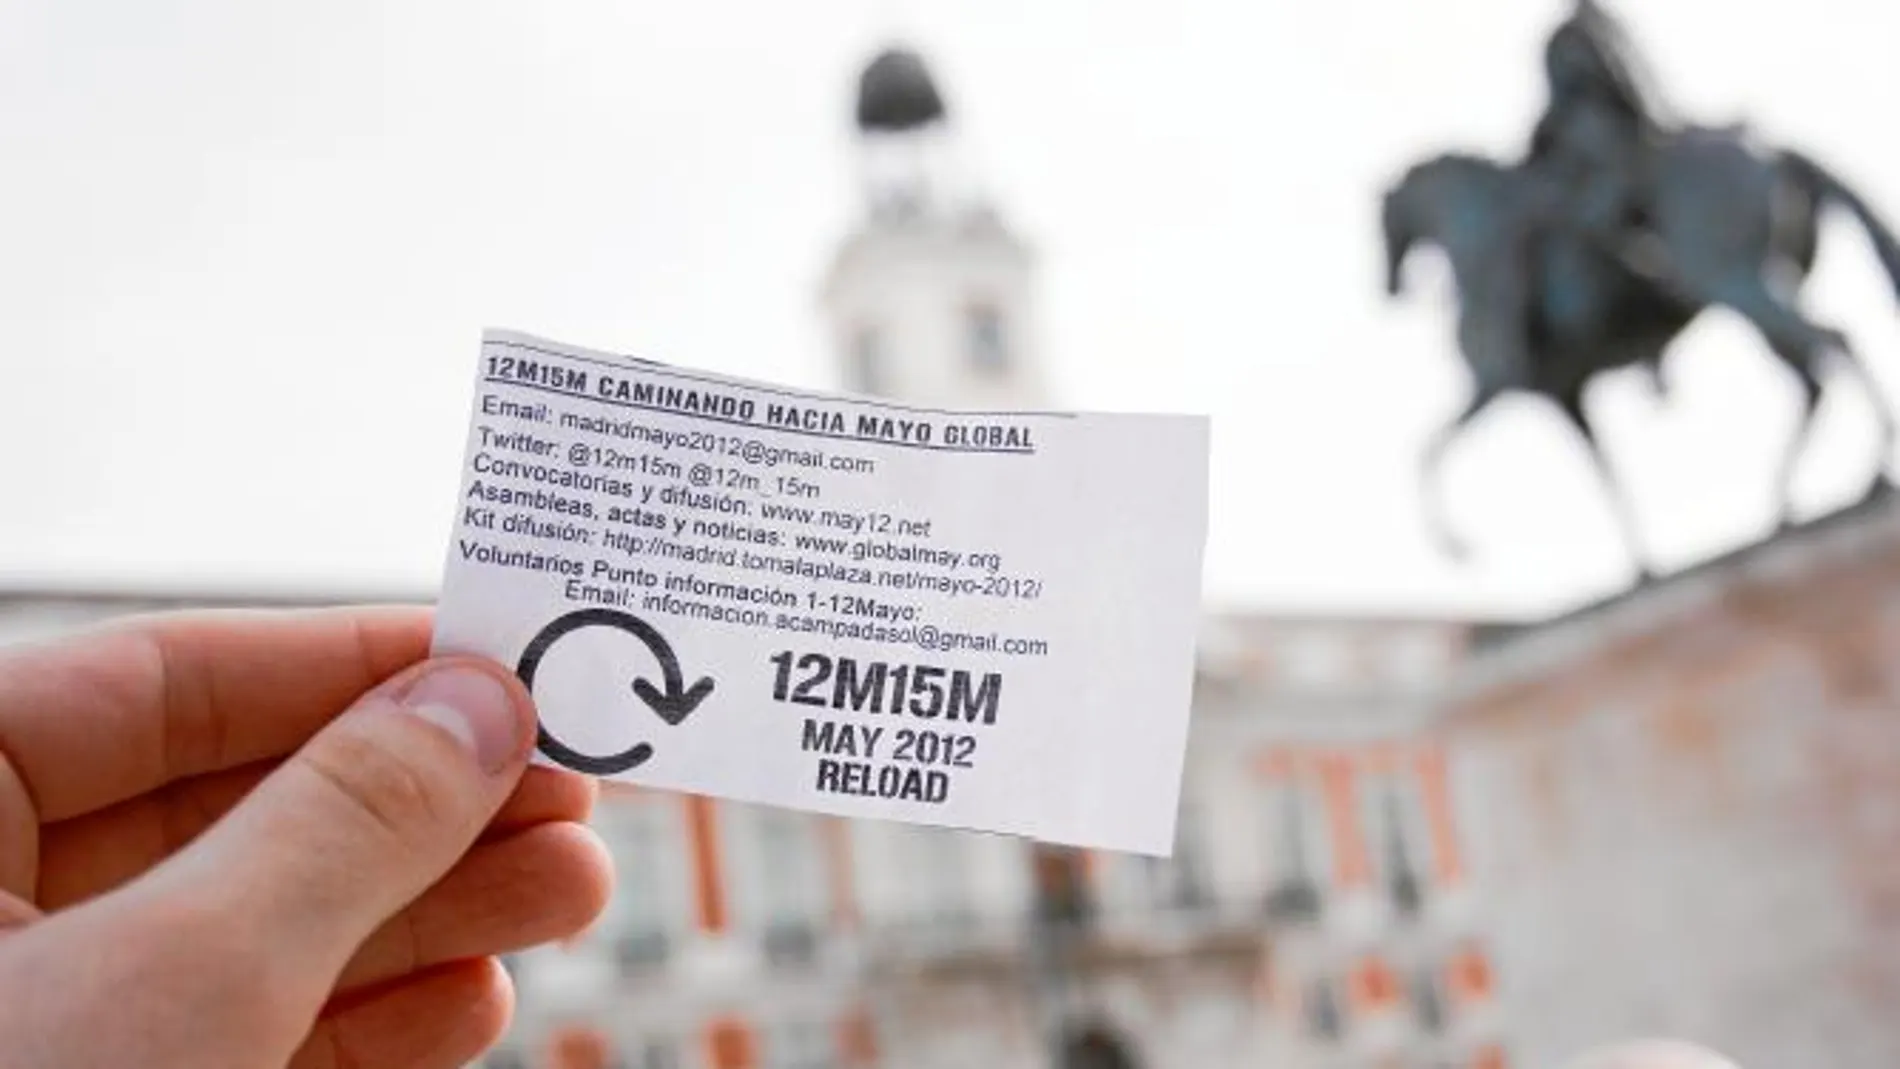 12M15M CAMINANDO HACIA MAYO GLOBAL
Email: madridmayo2012@gmail.com
Twitter: @12m15m @12m_15m
Convocatorias y difusión: www.may12.net
Asambleas, actas y noticias: www.globalmay.org
Kit difusión: http://madrid.tomalaplaza.net/mayo-2012/
Voluntarios Punto información 1-12Mayo:
Email: informacion.acampadasol@gmail.com
12M15M
MAY 2012
RELOAD